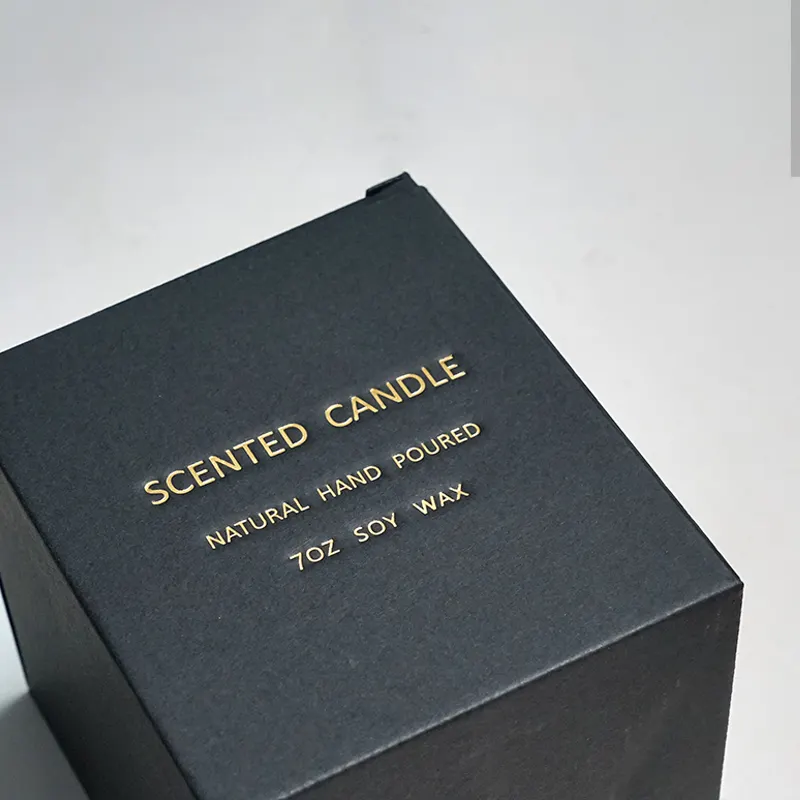 SCENTED CANDLE
NATURAL HAND POURED
7OZ SOY WAX